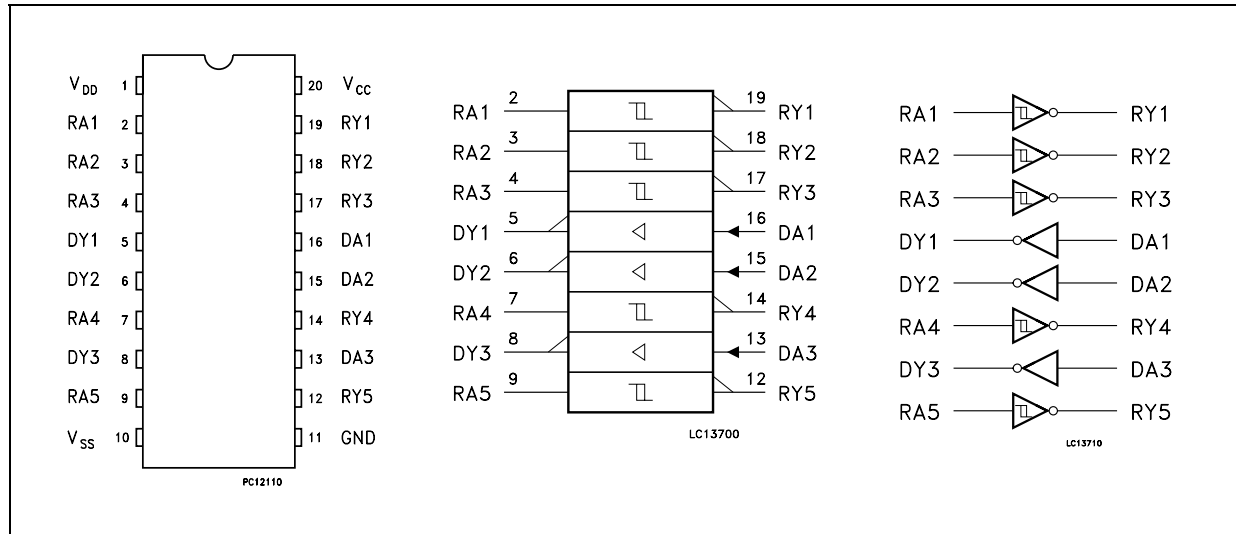 VDD 1 20 VCC
RA1 2 19 RY1
RA2 3 18 RY2
RA3 4 17 RY3
DY1 5 16 DA1
DY2 6 15 DA2
RA4 7 14 RY4
DY3 8 13 DA3
RA5 9 12 RY5
VSS 10 11 GND
PC12110
RA1 2 19 RY1
RA2 3 18 RY2
RA3 4 17 RY3
DY1 5 16 DA1
DY2 6 15 DA2
RA4 7 14 RY4
DY3 8 13 DA3
RA5 9 12 RY5
LC13700
RA1 RY1
RA2 RY2
RA3 RY3
DY1 DA1
DY2 DA2
RA4 RY4
DY3 DA3
RA5 RY5
LC13710